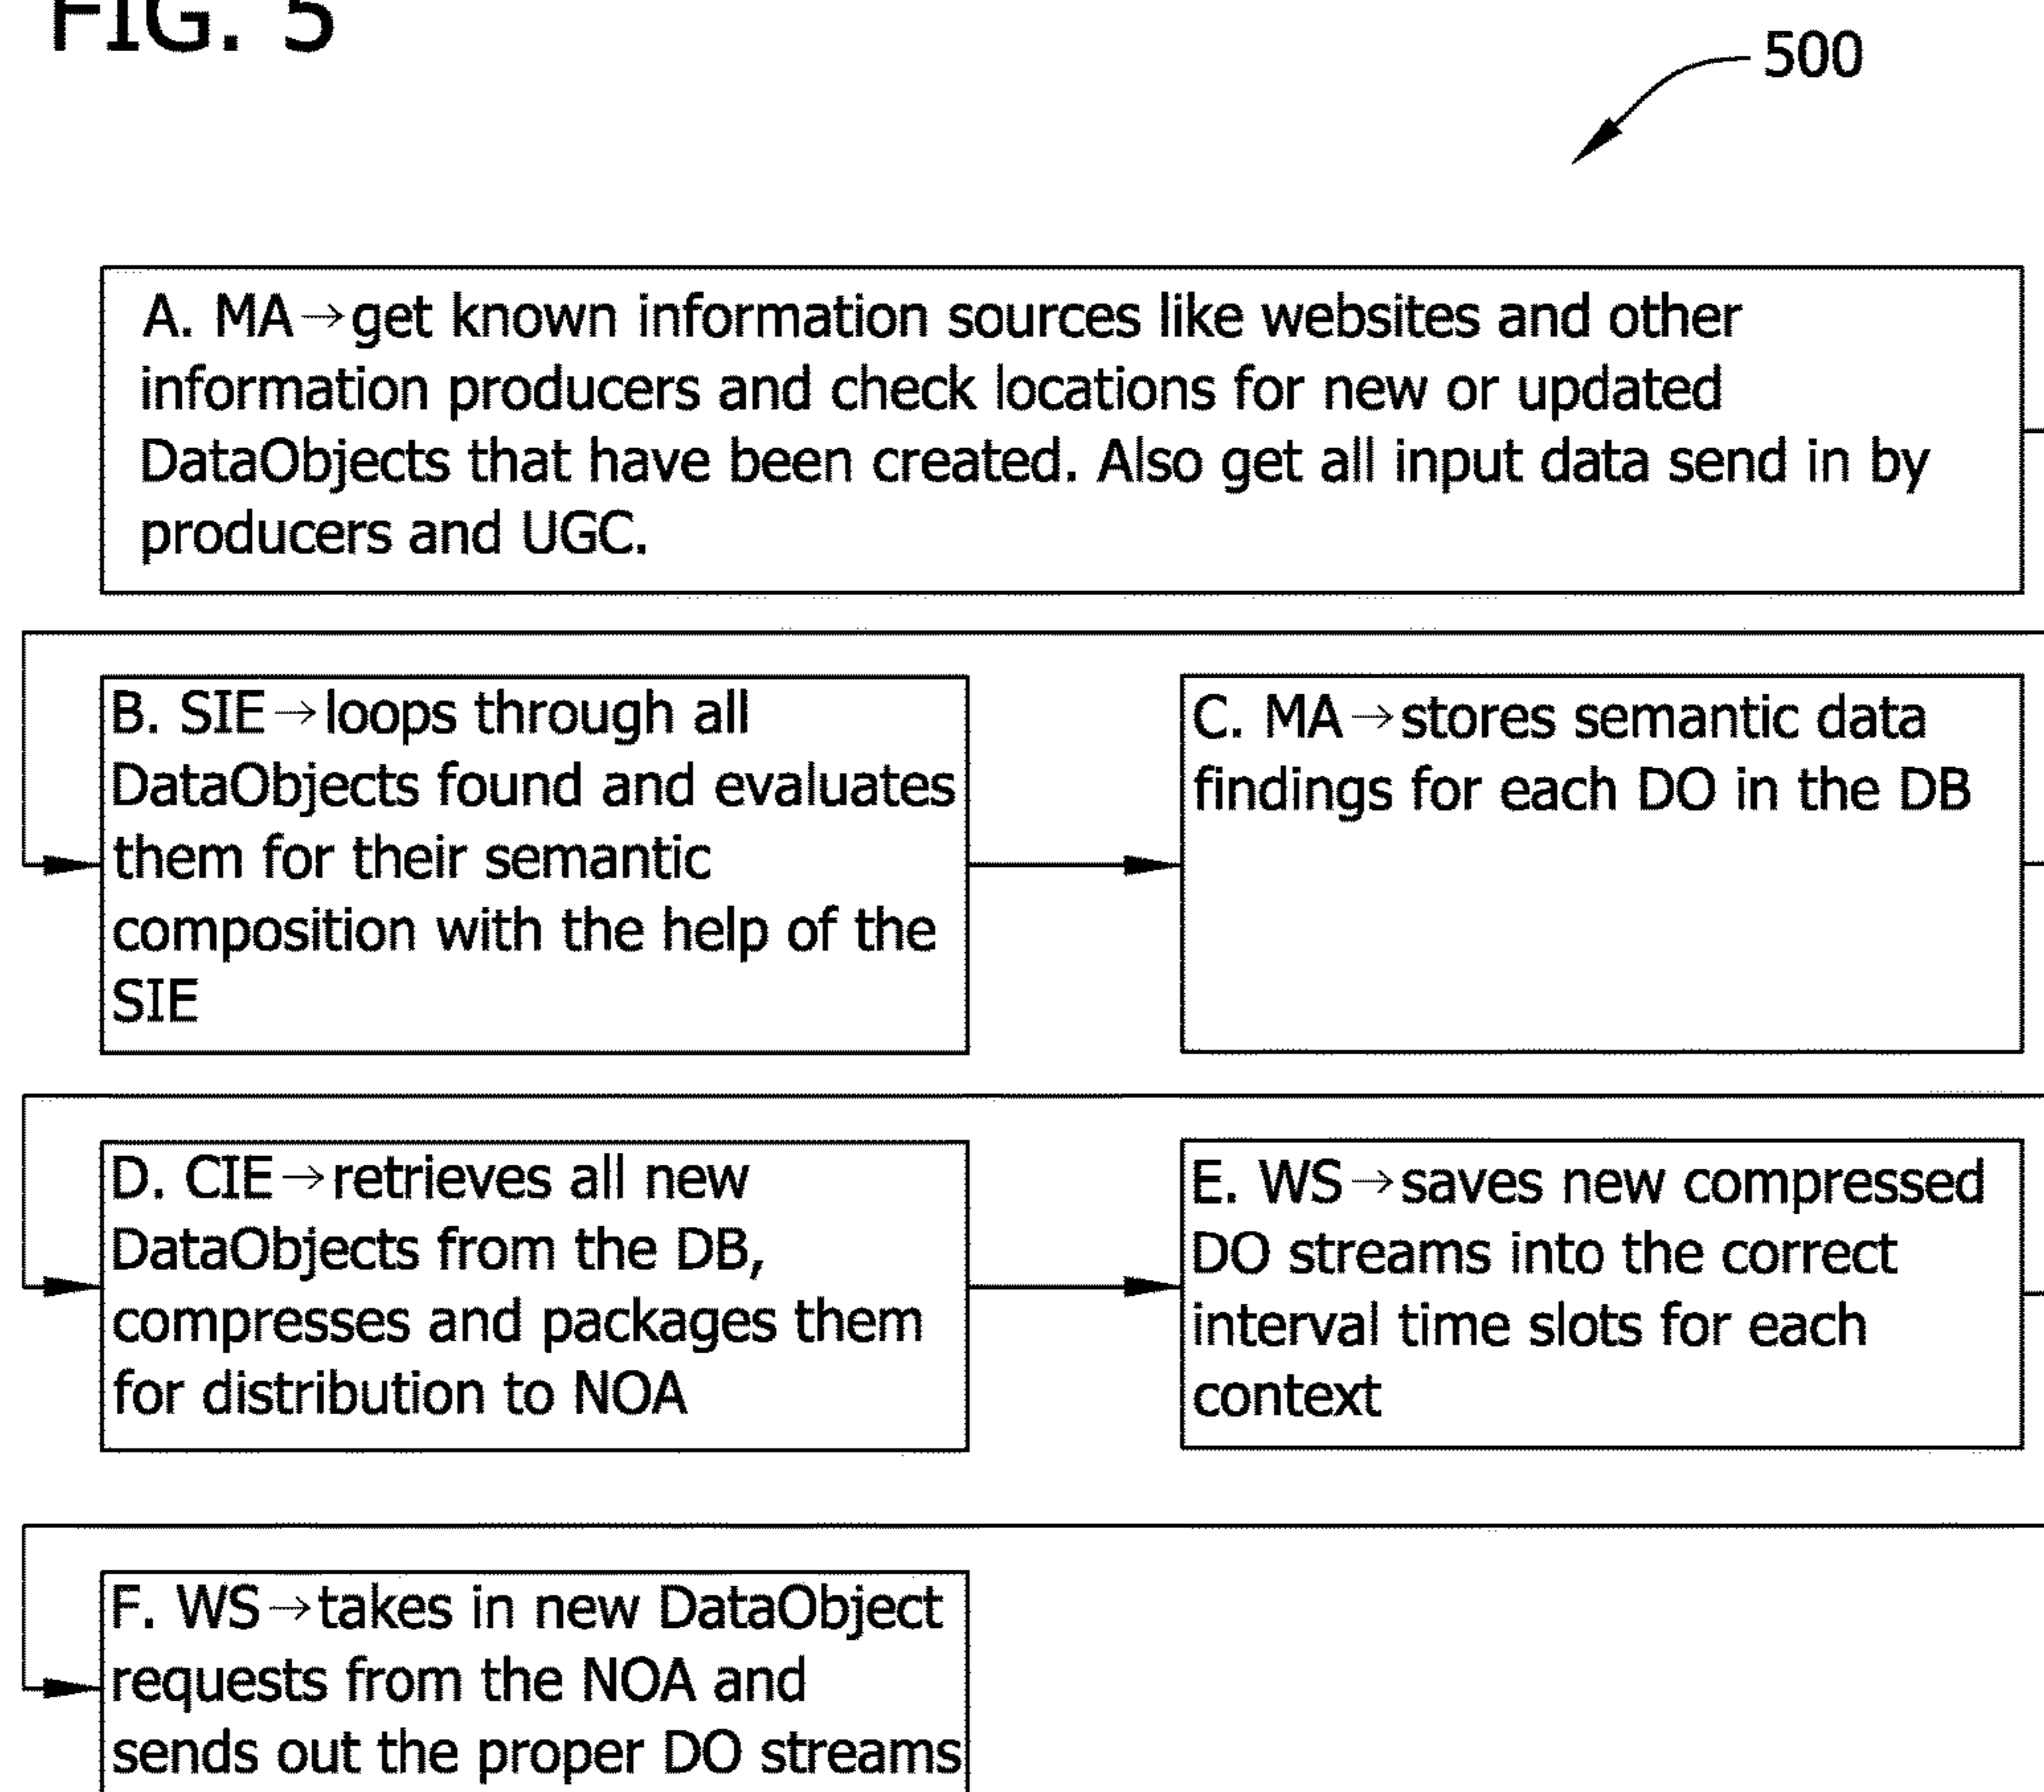 FIG. 5
500
A. MA→get known information sources like websites and other
information producers and check locations for new or updated
DataObjects that have been created. Also get all input data send in by
producers and UGC.
B. SIE→loops through all
DataObjects found and evaluates
them for their semantic
composition with the help of the
SIE
C. MA→stores semantic data
findings for each DO in the DB
D. CIE→retrieves all new
DataObjects from the DB,
compresses and packages them
for distribution to NOA
E. WS→saves new compressed
DO streams into the correct
interval time slots for each
context
F. WS→takes in new DataObject
requests from the NOA and
sends out the proper DO streams